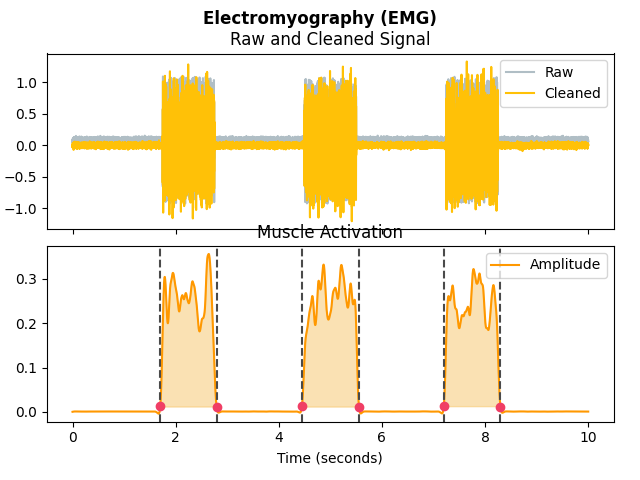 Electromyography (EMG)
Raw and Cleaned Signal
1.0
0.5
0.0
−0.5
−1.0
Raw
Cleaned
Muscle Activation
0.3
0.2
0.1
0.0
Amplitude
0 2 4 6 8 10
Time (seconds)